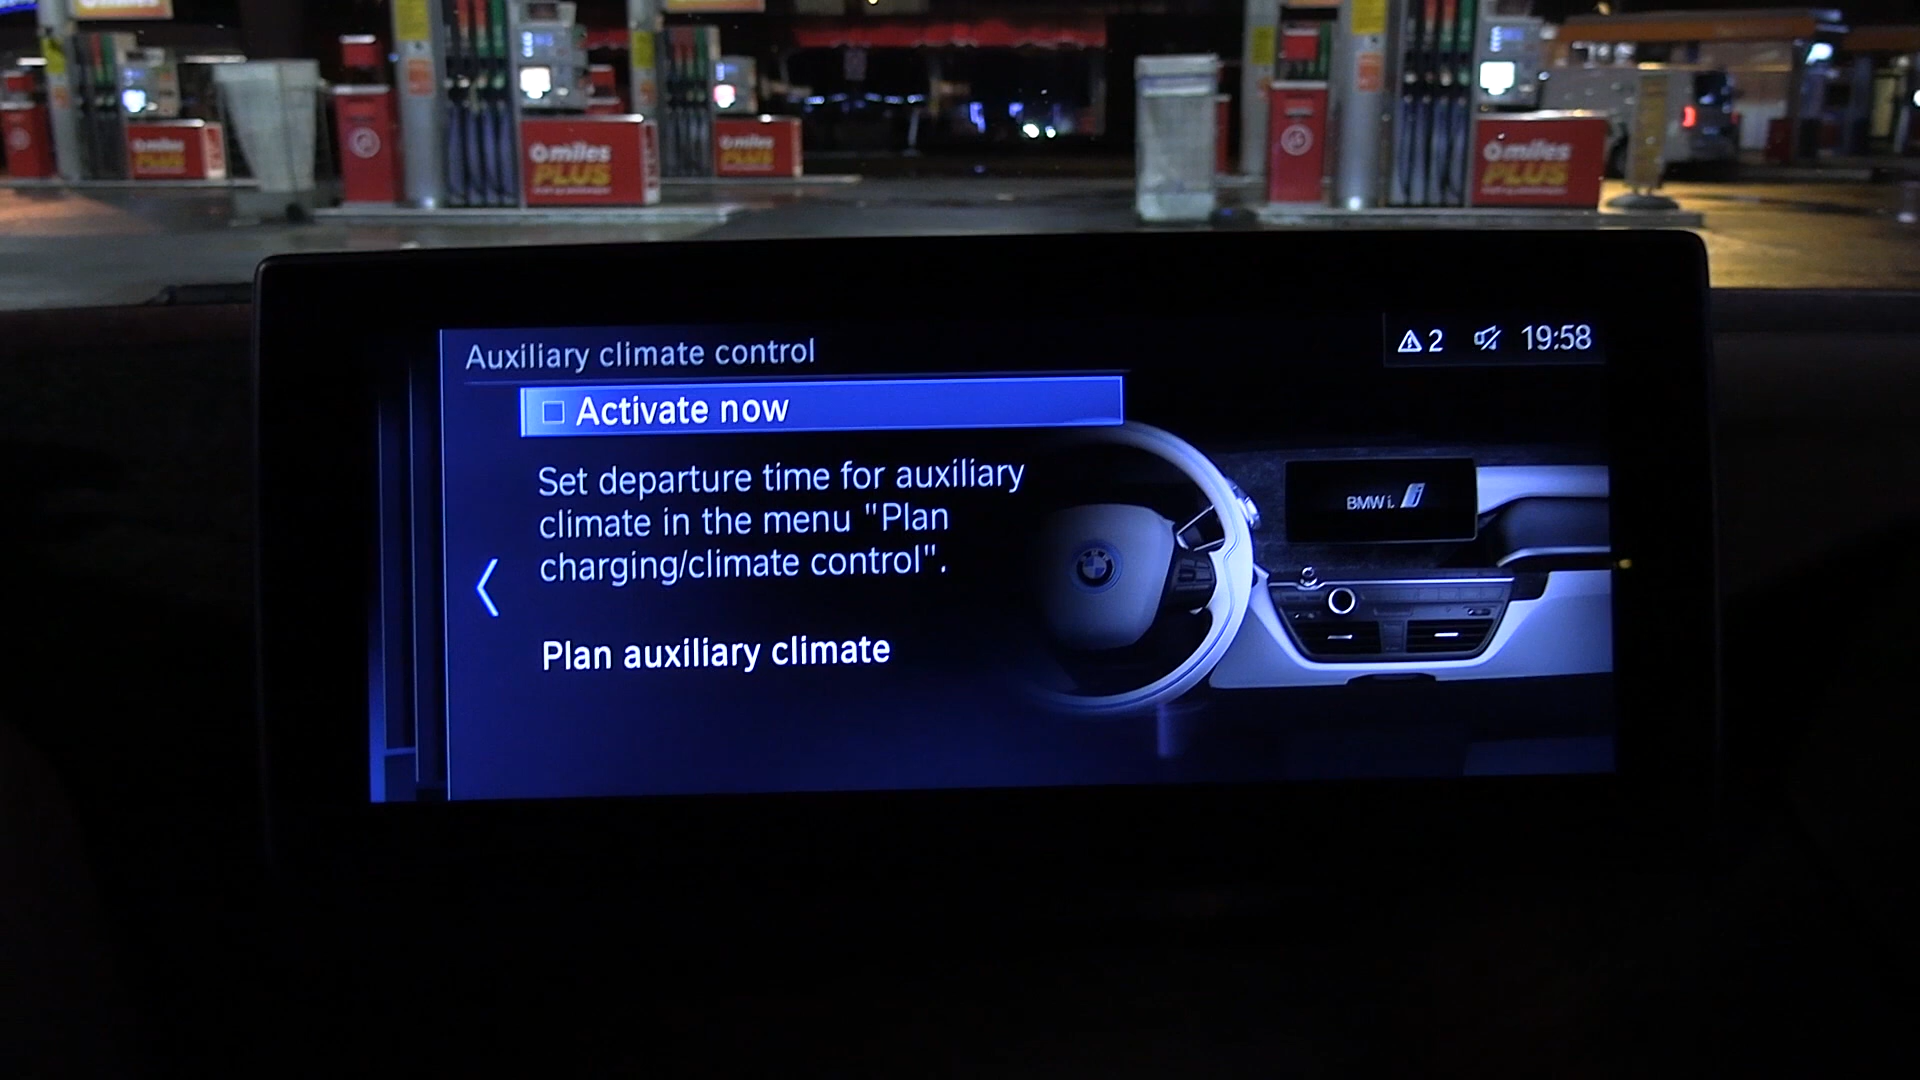 miles
PLUS
PLUS
miles
PLUS
Auxiliary climate control
2
19:58
Activate now
Set departure time for auxiliary
climate in the menu "Plan
charging/climate control".
Plan auxiliary climate
BMW i.